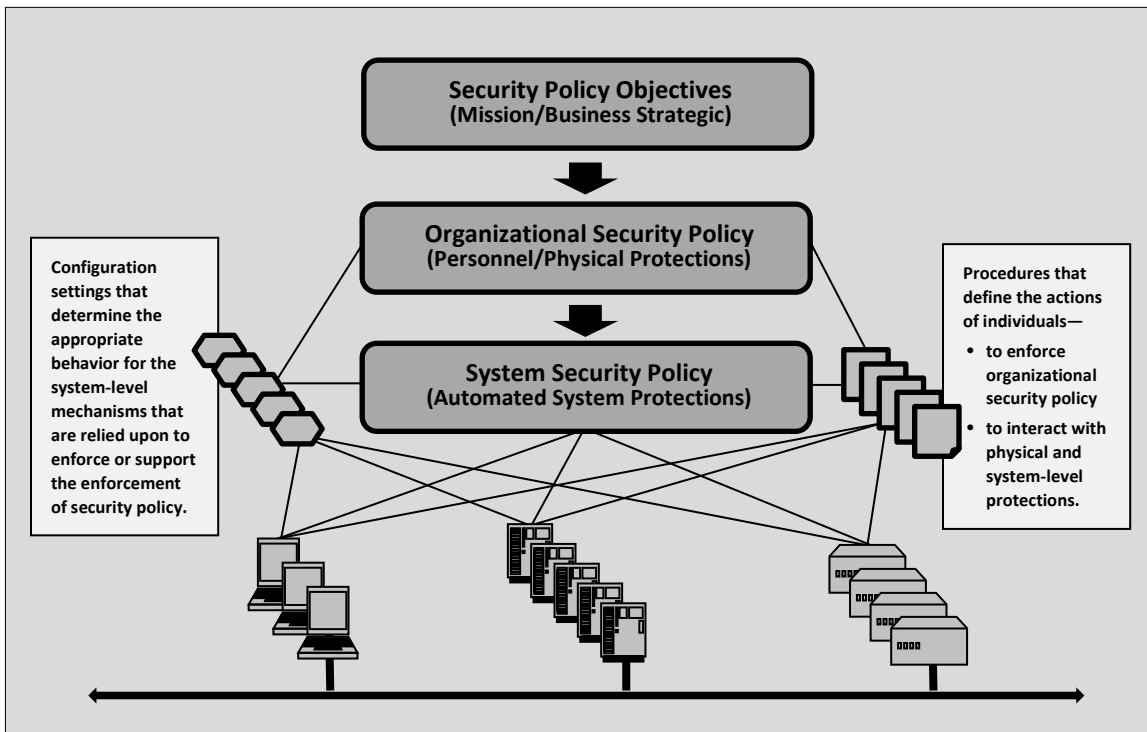 Security Policy Objectives
(Mission/Business Strategic)
Organizational Security Policy
(Personnel/Physical Protections)
System Security Policy
(Automated System Protections)
Configuration
settings that
determine the
appropriate
behavior for the
system-level
mechanisms that
are relied upon to
enforce or support
the enforcement
of security policy.
Procedures that
define the actions
of individuals—
• to enforce
organizational
security policy
• to interact with
physical and
system-level
protections.